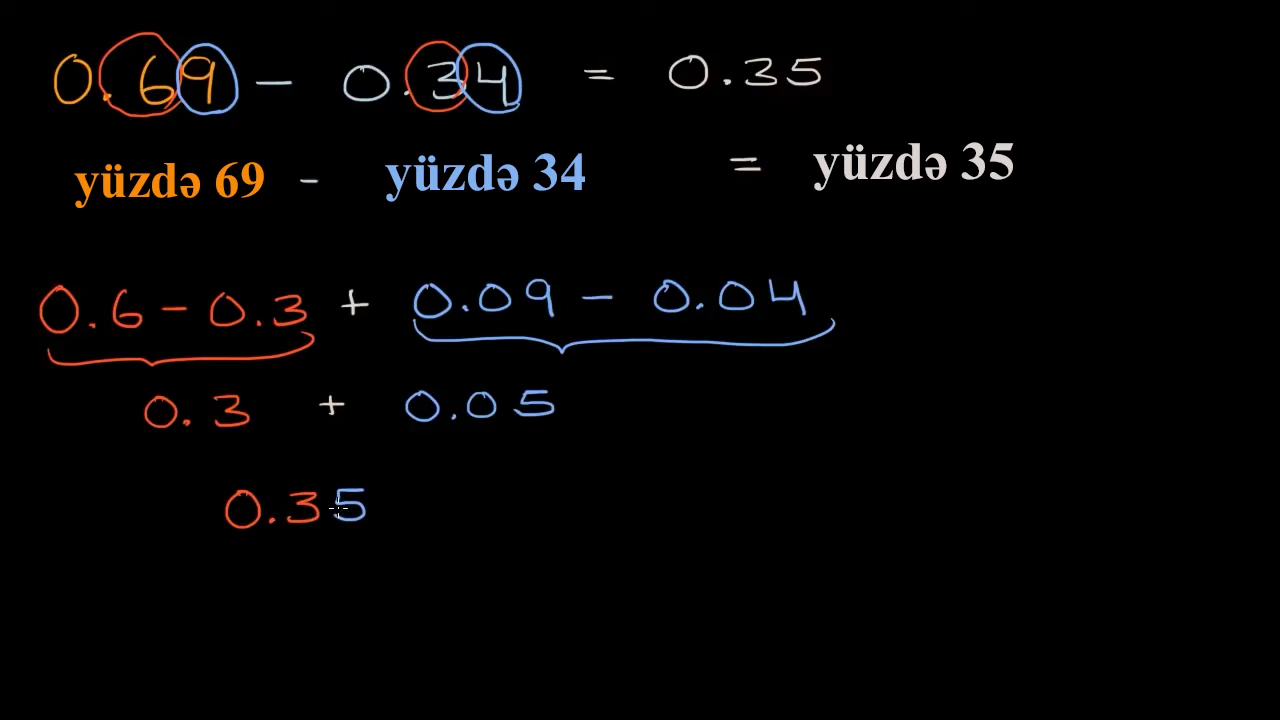 0.69 - 0.34 = 0.35
yüzdə 69 - yüzdə 34 = yüzdə 35
0.6 - 0.3 + 0.09 - 0.04
0.3 + 0.05
0.35